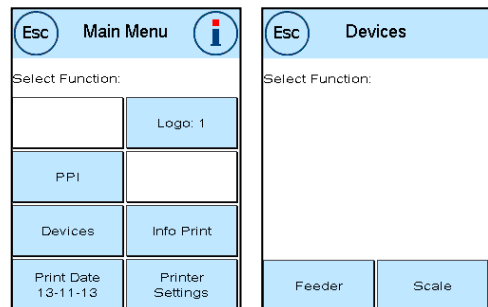 Esc Main Menu i
Select Function:
Logo: 1
PPI
Devices Info Print
Print Date
13-11-13
Printer
Settings
Esc Devices
Select Function:
Feeder Scale